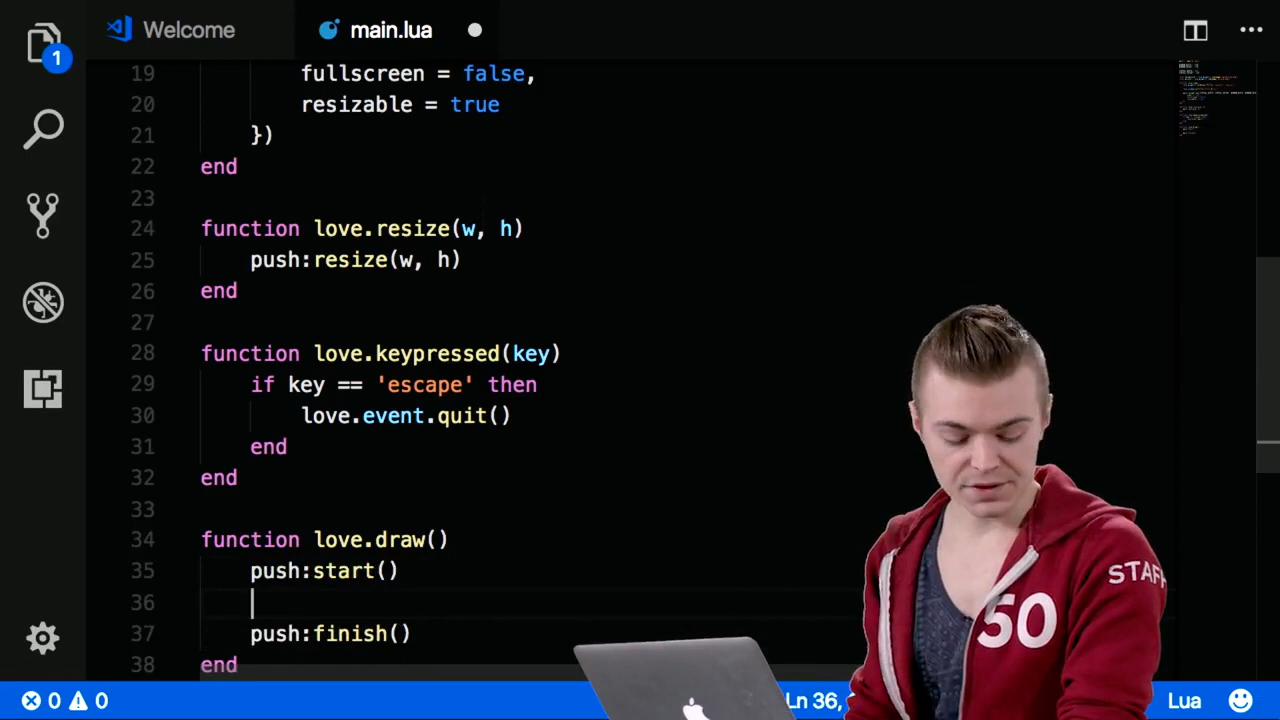 Welcome
main.lua
1
19 fullscreen = false,
20 resizable = true
21 })
22 end
23
24 function love.resize(w, h)
25 push:resize(w, h)
26 end
27
28 function love.keypressed(key)
29 if key == 'escape' then
30 love.event.quit()
31 end
32 end
33
34 function love.draw()
35 push:start()
36
37 push:finish()
38 end
STAFF
50
0 0
Ln 36,
Lua